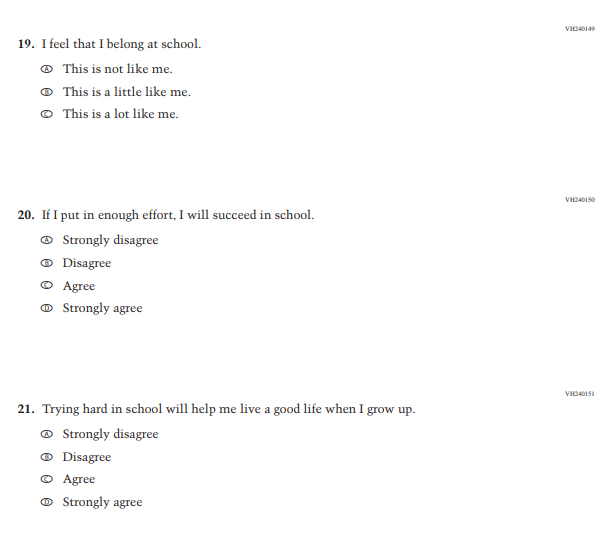 VH240149
19. I feel that I belong at school.
Ⓐ This is not like me.
Ⓑ This is a little like me.
Ⓒ This is a lot like me.
VH240150
20. If I put in enough effort, I will succeed in school.
Ⓐ Strongly disagree
Ⓑ Disagree
Ⓒ Agree
Ⓓ Strongly agree
VH240151
21. Trying hard in school will help me live a good life when I grow up.
Ⓐ Strongly disagree
Ⓑ Disagree
Ⓒ Agree
Ⓓ Strongly agree